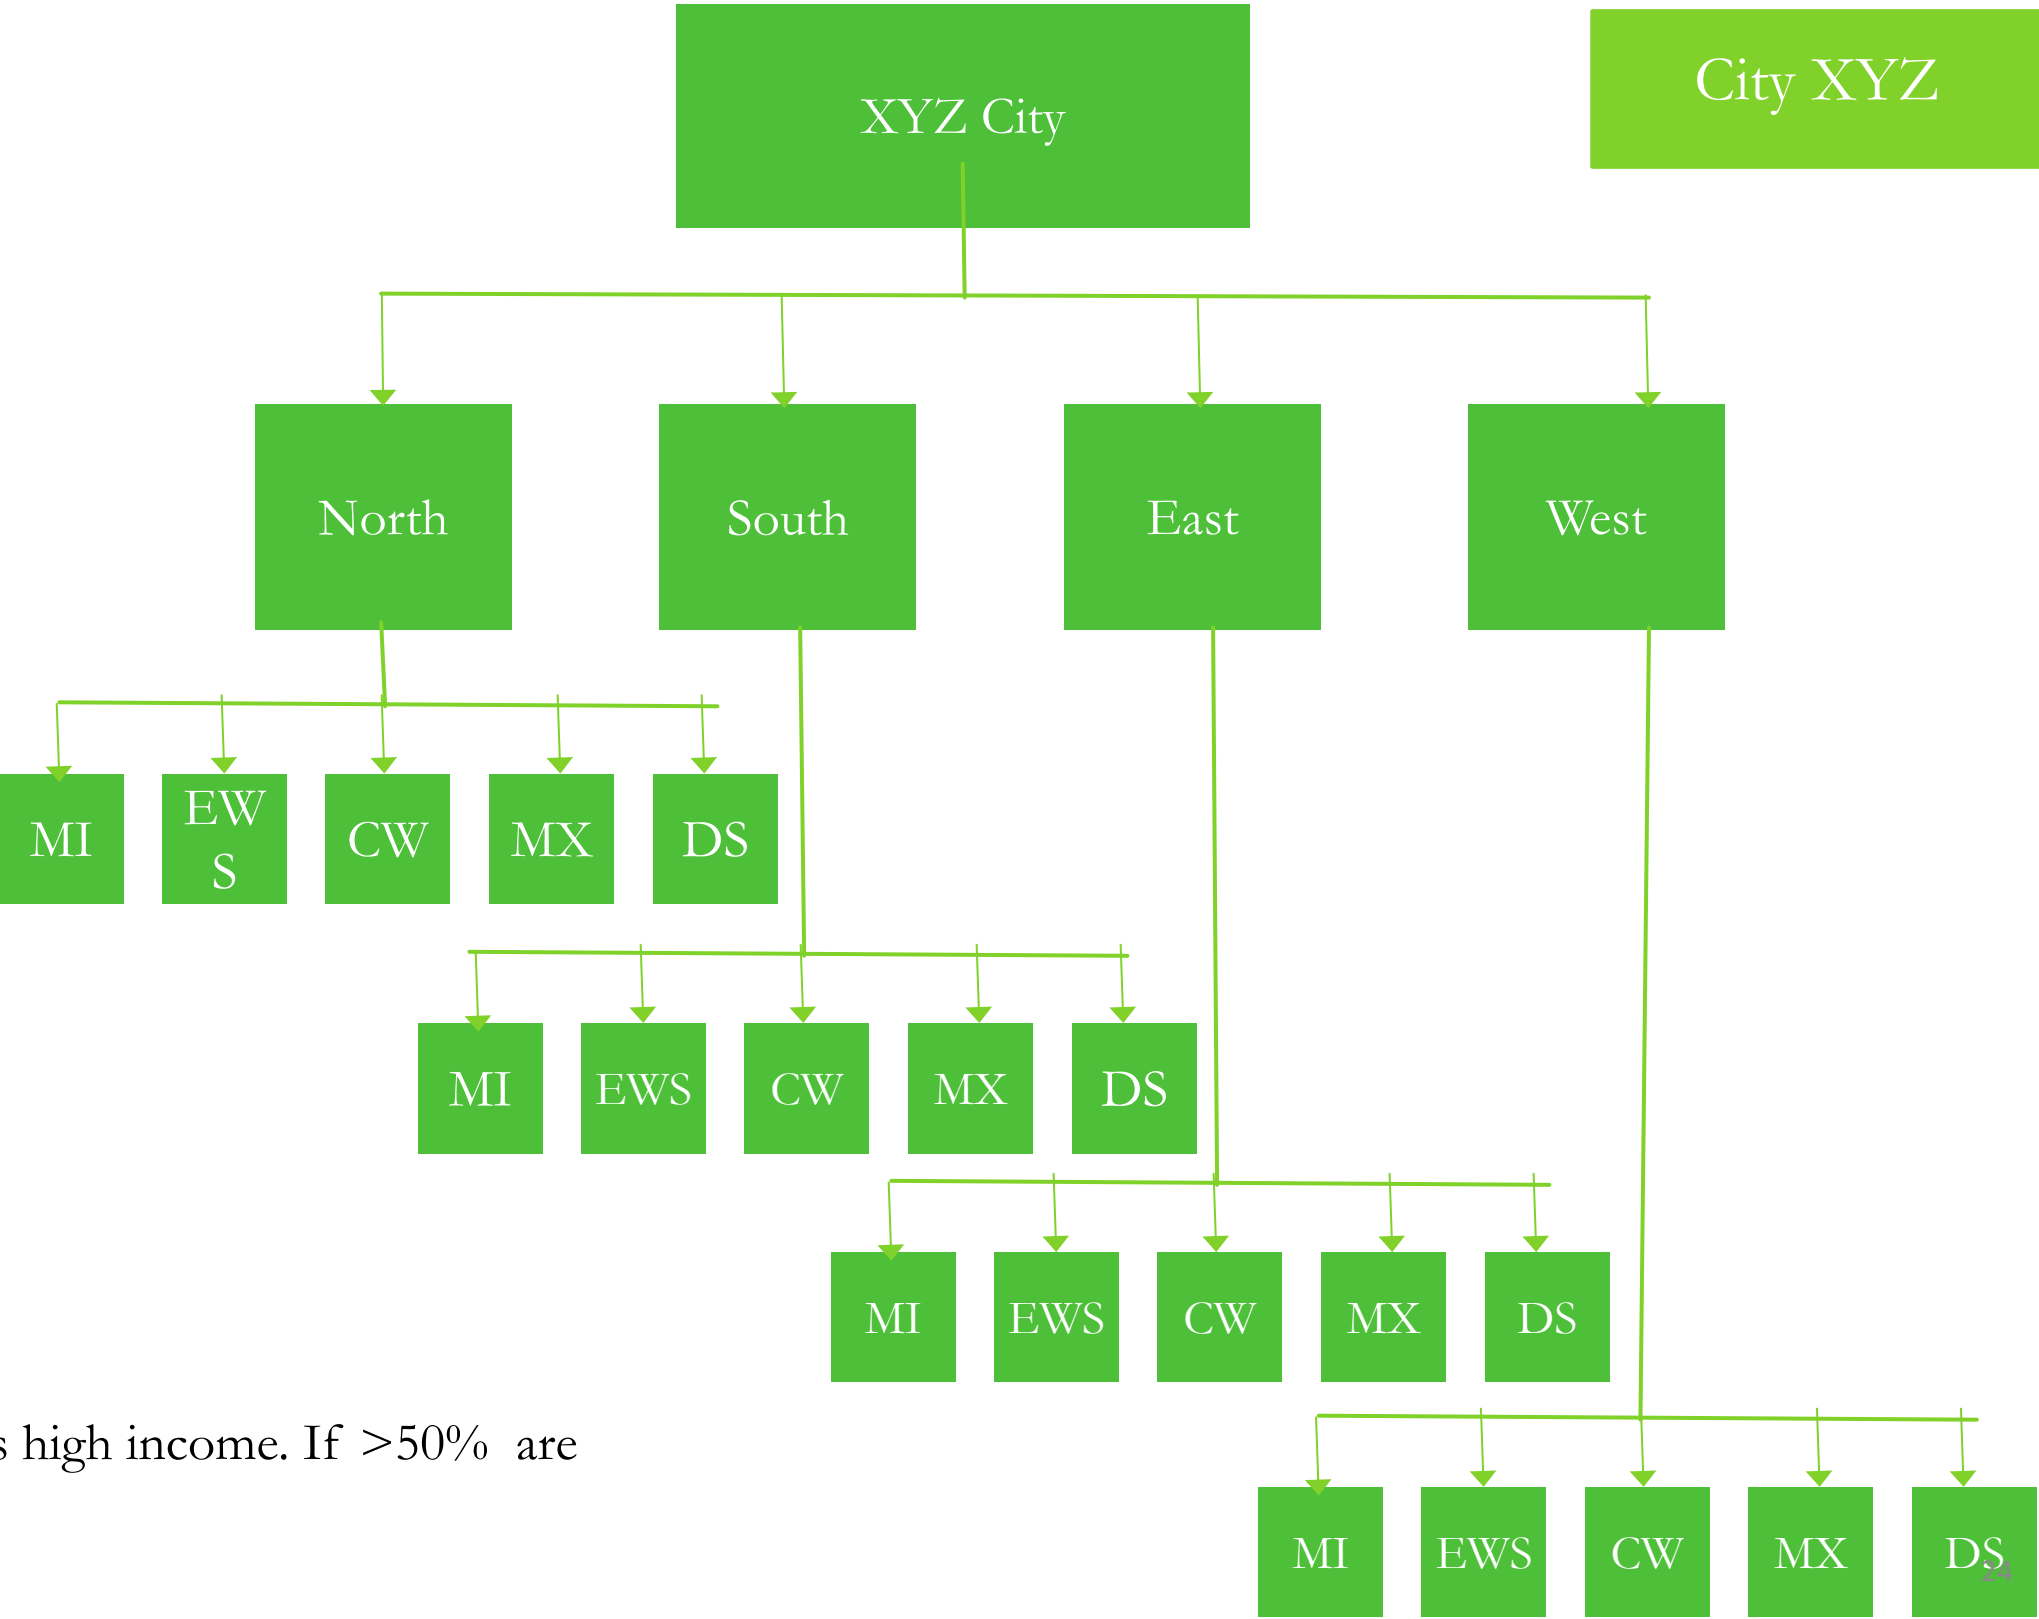 XYZ City
City XYZ
North
South
East
West
MI
EW
S
CW
MX
DS
MI
EWS
CW
MX
DS
MI
EWS
CW
MX
DS
s high income. If >50% are
MI
EWS
CW
MX
DS
24